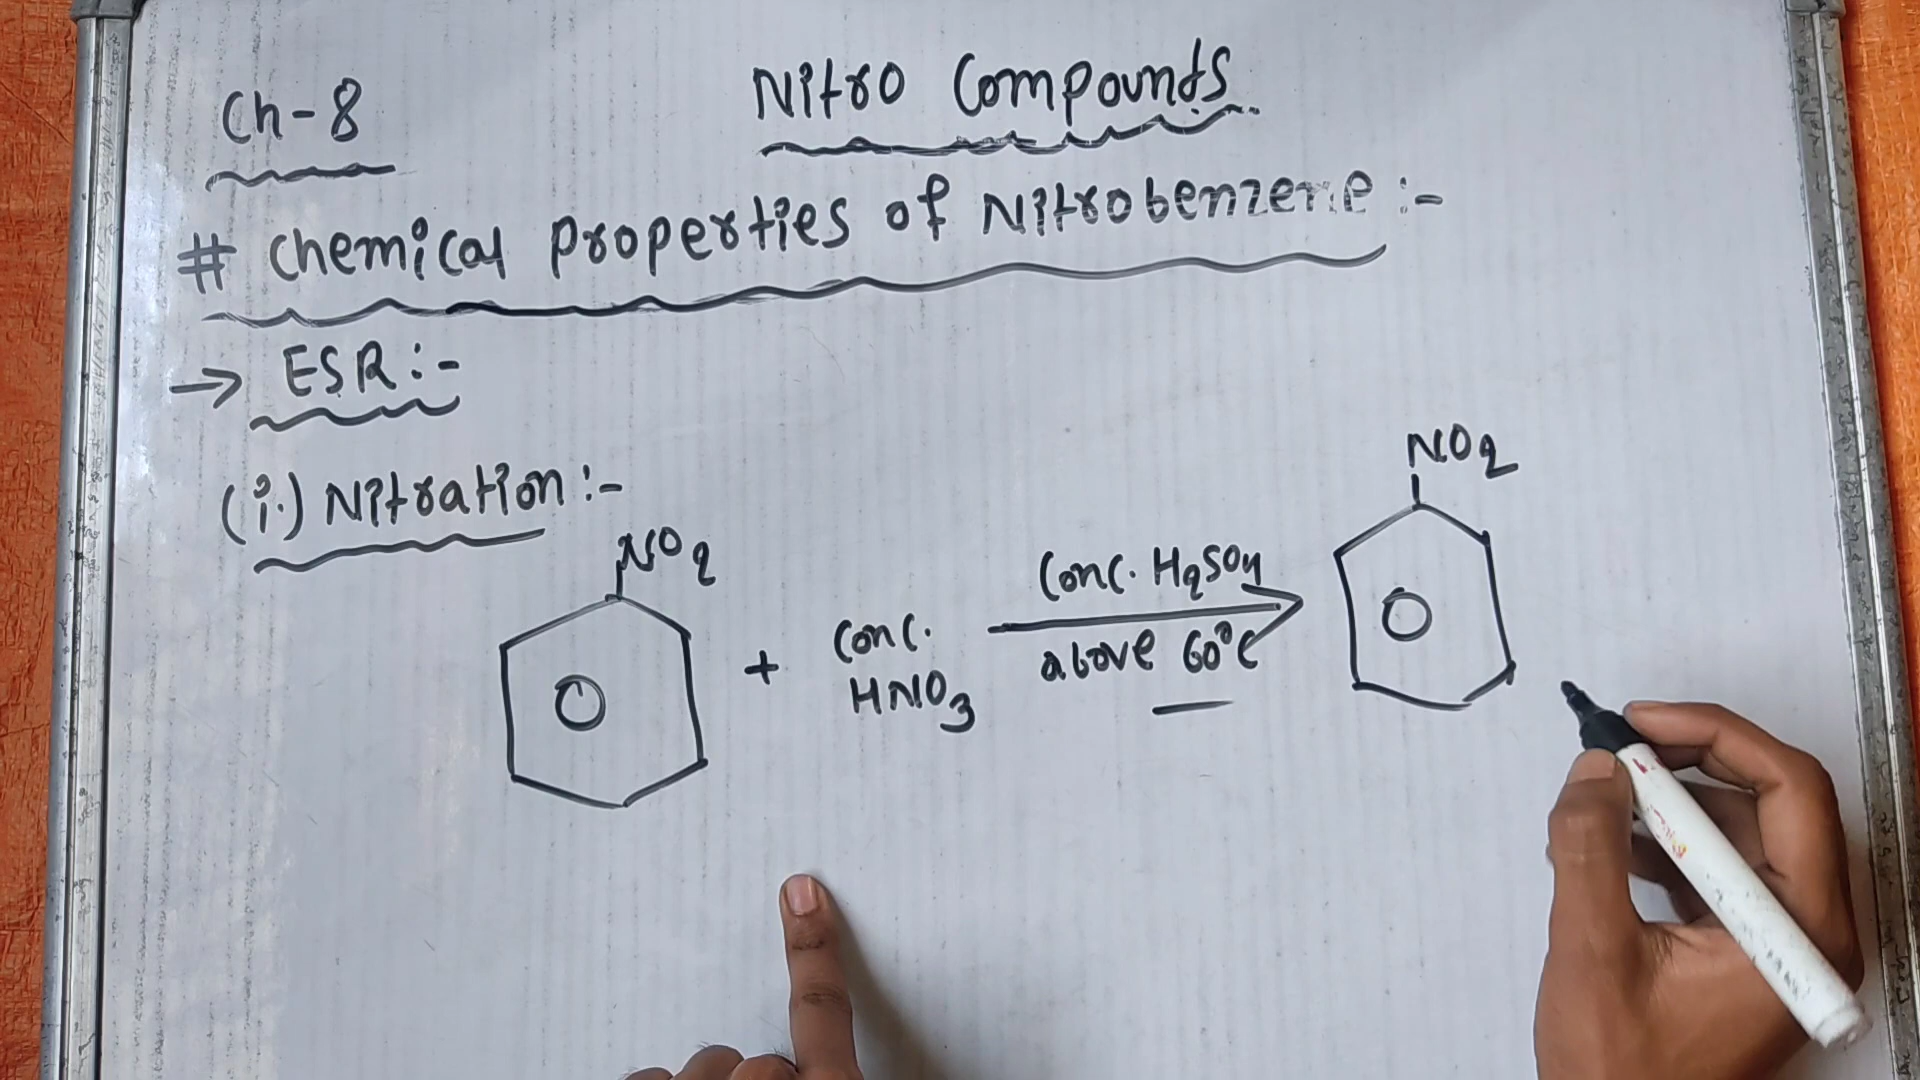 Ch-8
Nitro Compounds
# Chemical Properties of Nitrobenzene :-
→ ESR :-
(i.) Nitration :-
NO2
+ Conc. HNO3
Conc. H2SO4
above 60°C
NO2